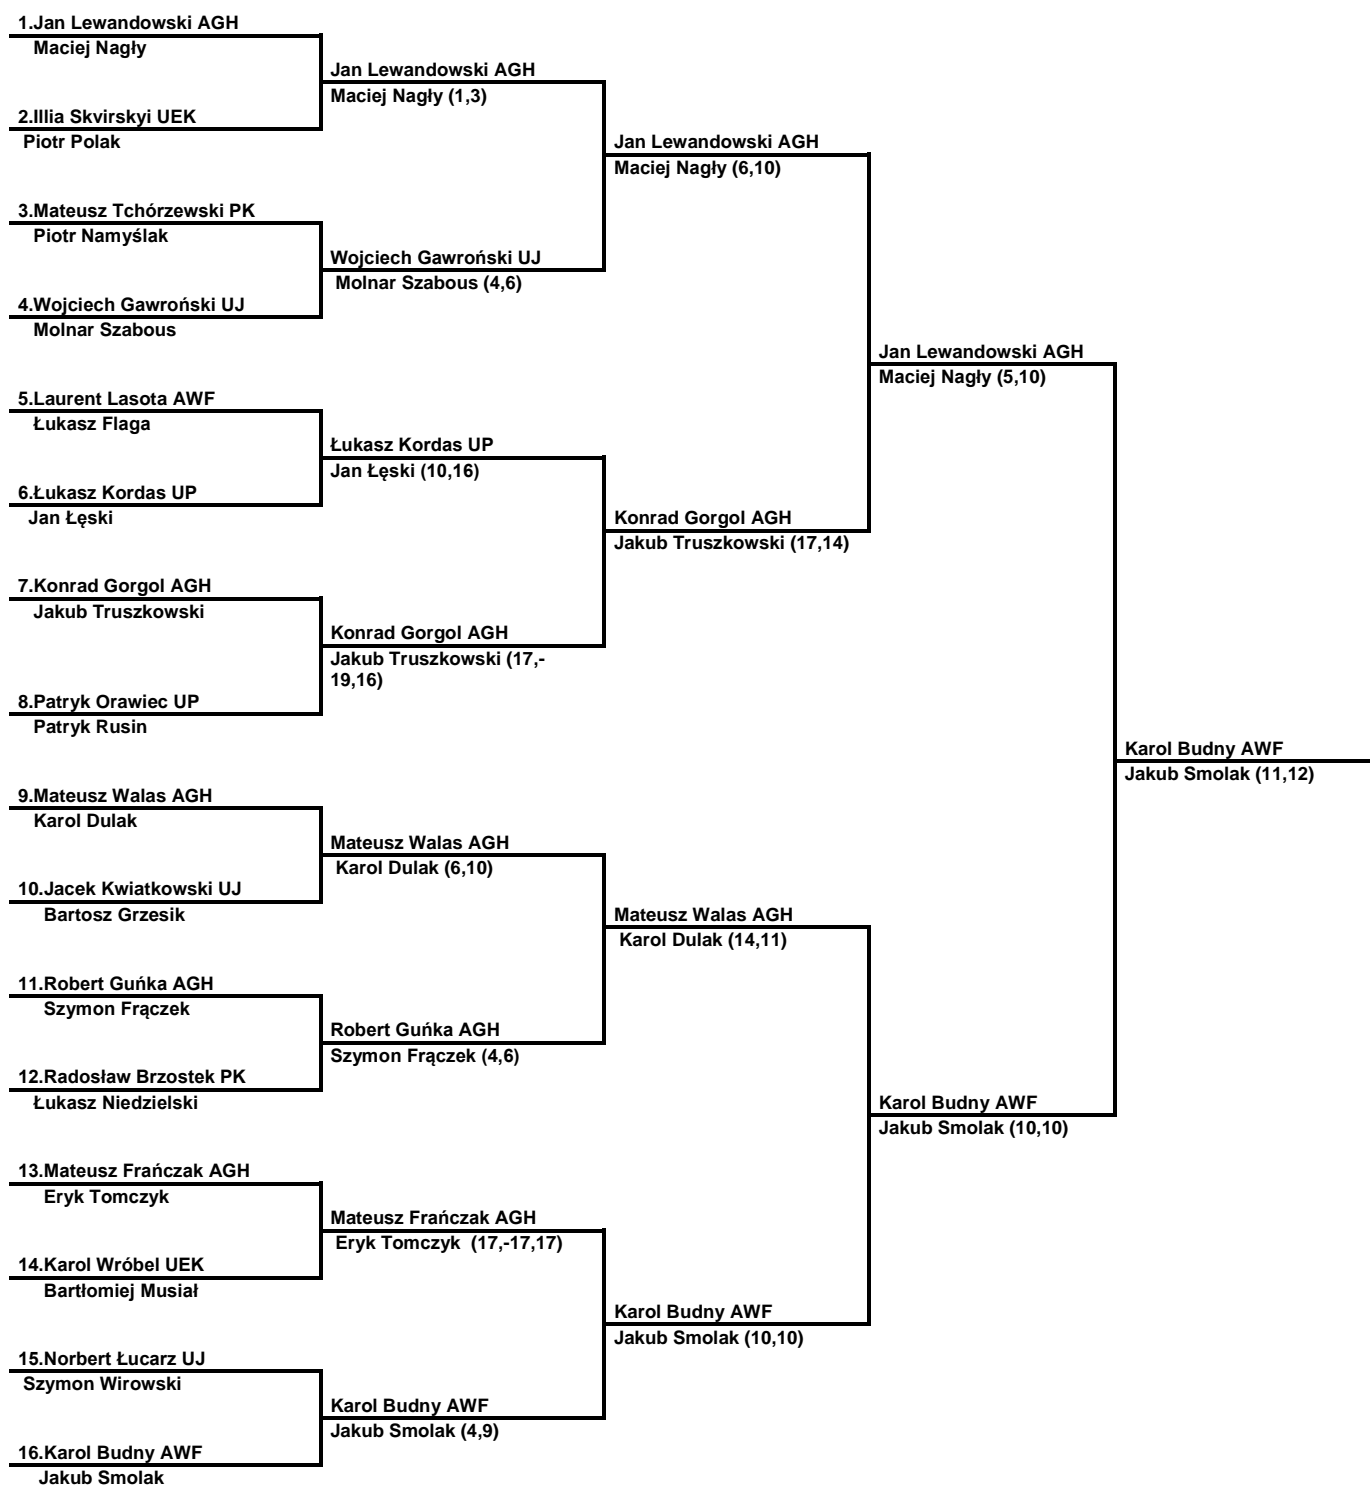 1.Jan Lewandowski AGH
Maciej Nagły
2.Illia Skvirskyi UEK
Piotr Polak
3.Mateusz Tchórzewski PK
Piotr Namyślak
4.Wojciech Gawroński UJ
Molnar Szabous
5.Laurent Lasota AWF
Łukasz Flaga
6.Łukasz Kordas UP
Jan Łęski
7.Konrad Gorgol AGH
Jakub Truszkowski
8.Patryk Orawiec UP
Patryk Rusin
9.Mateusz Walas AGH
Karol Dulak
10.Jacek Kwiatkowski UJ
Bartosz Grzesik
11.Robert Guńka AGH
Szymon Frączek
12.Radosław Brzostek PK
Łukasz Niedzielski
13.Mateusz Frańczak AGH
Eryk Tomczyk
14.Karol Wróbel UEK
Bartłomiej Musiał
15.Norbert Łucarz UJ
Szymon Wirowski
16.Karol Budny AWF
Jakub Smolak
Jan Lewandowski AGH
Maciej Nagły (1,3)
Wojciech Gawroński UJ
Molnar Szabous (4,6)
Łukasz Kordas UP
Jan Łęski (10,16)
Konrad Gorgol AGH
Jakub Truszkowski (17,-
19,16)
Mateusz Walas AGH
Karol Dulak (6,10)
Robert Guńka AGH
Szymon Frączek (4,6)
Mateusz Frańczak AGH
Eryk Tomczyk  (17,-17,17)
Karol Budny AWF
Jakub Smolak (4,9)
Jan Lewandowski AGH
Maciej Nagły (6,10)
Konrad Gorgol AGH
Jakub Truszkowski (17,14)
Mateusz Walas AGH
Karol Dulak (14,11)
Karol Budny AWF
Jakub Smolak (10,10)
Jan Lewandowski AGH
Maciej Nagły (5,10)
Karol Budny AWF
Jakub Smolak (10,10)
Karol Budny AWF
Jakub Smolak (11,12)